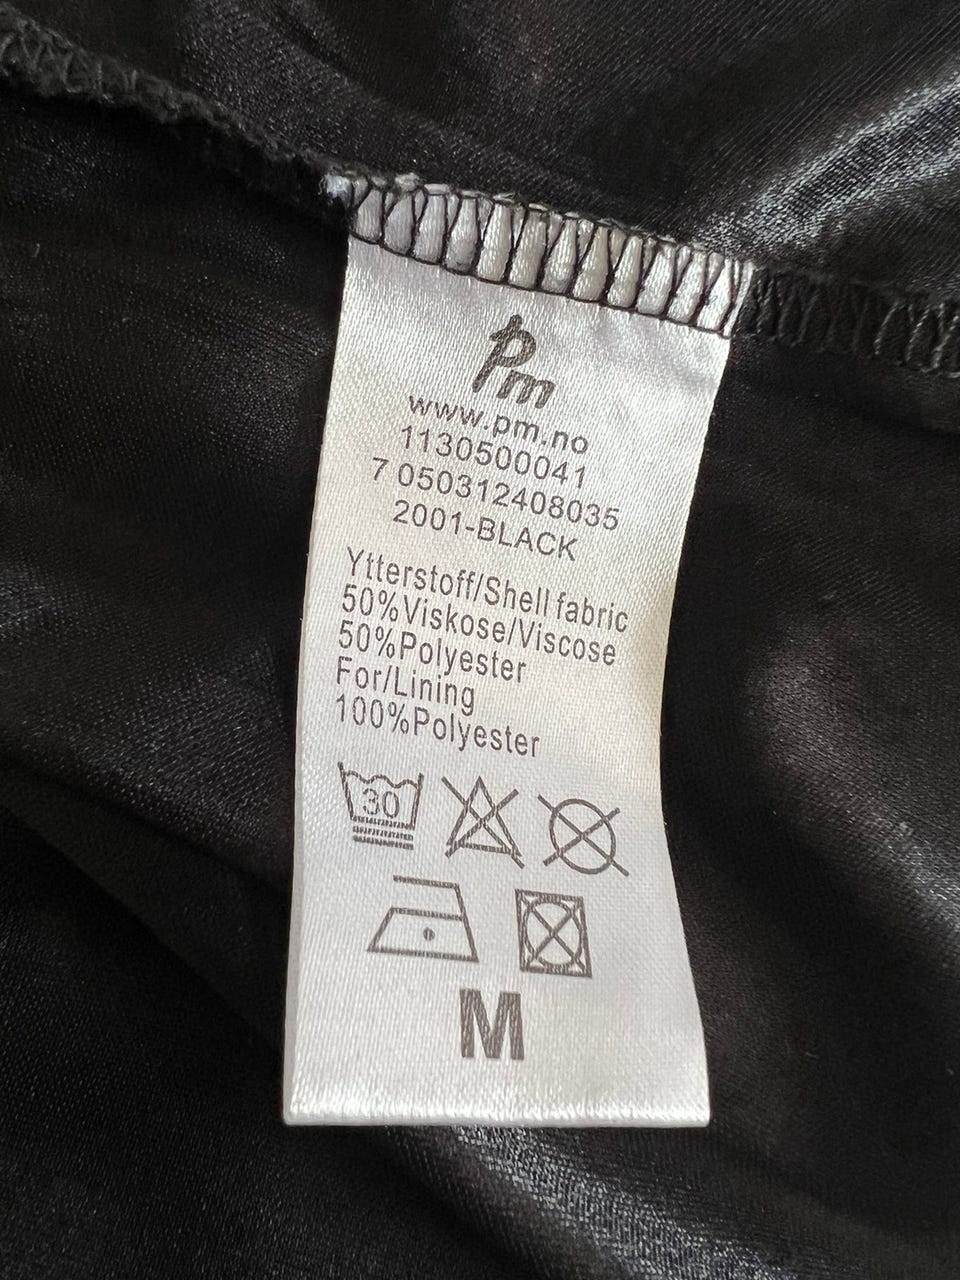 Pm
www.pm.no
1130500041
7 050312408035
2001-BLACK
Ytterstoff/Shell fabric
50%Viskose/Viscose
50%Polyester
For/Lining
100%Polyester
30
M